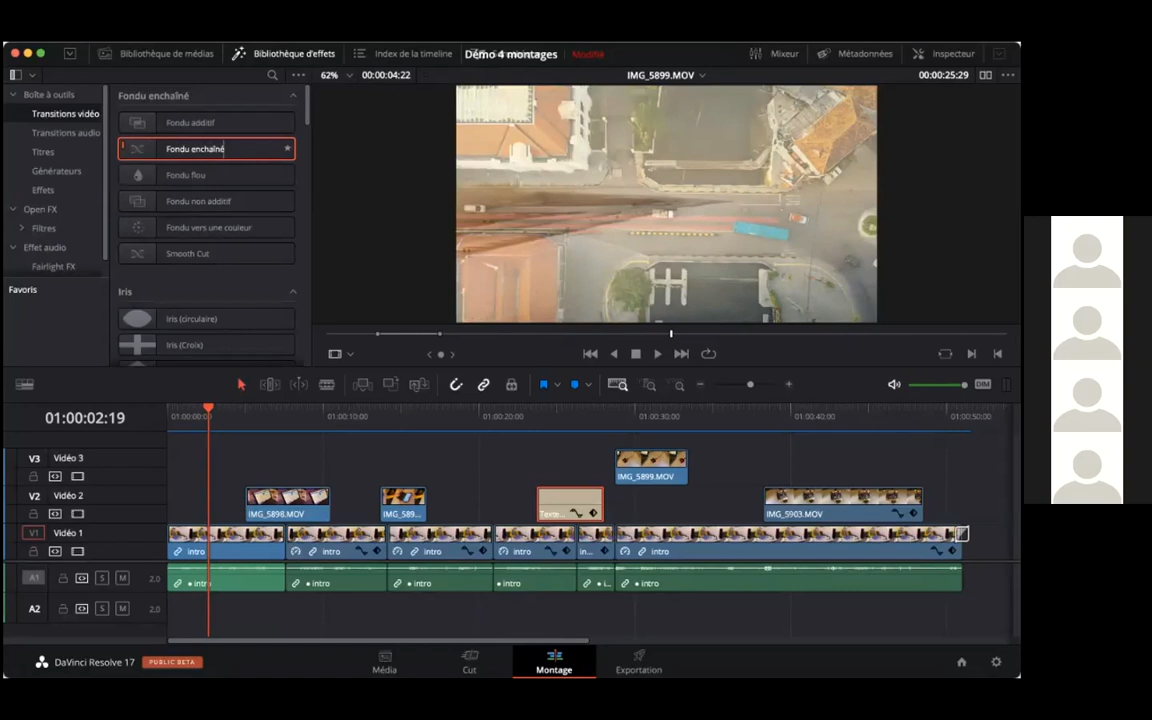 Bibliothèque de médias
Bibliothèque d'effets
Index de la timeline
Démo 4 montages
Modifié
Mixeur
Métadonnées
Inspecteur
62%
00:00:04:22
IMG_5899.MOV
00:00:25:29
Boîte à outils
Transitions vidéo
Transitions audio
Titres
Générateurs
Effets
Open FX
Filtres
Effet audio
Fairlight FX
Favoris
Fondu enchaîné
Fondu additif
Fondu enchaîné
Fondu flou
Fondu non additif
Fondu vers une couleur
Smooth Cut
Iris
Iris (circulaire)
Iris (Croix)
DIM
01:00:02:19
01:00:00:00
01:00:10:00
01:00:20:00
01:00:30:00
01:00:40:00
01:00:50:00
V3 Vidéo 3
IMG_5899.MOV
V2 Vidéo 2
IMG_5898.MOV
IMG_589...
Texte...
IMG_5903.MOV
V1 Vidéo 1
intro
intro
intro
intro
in...
intro
A1 S M 2.0
intro
intro
intro
intro
i...
intro
A2 S M 2.0
DaVinci Resolve 17
PUBLIC BETA
Média
Cut
Montage
Exportation